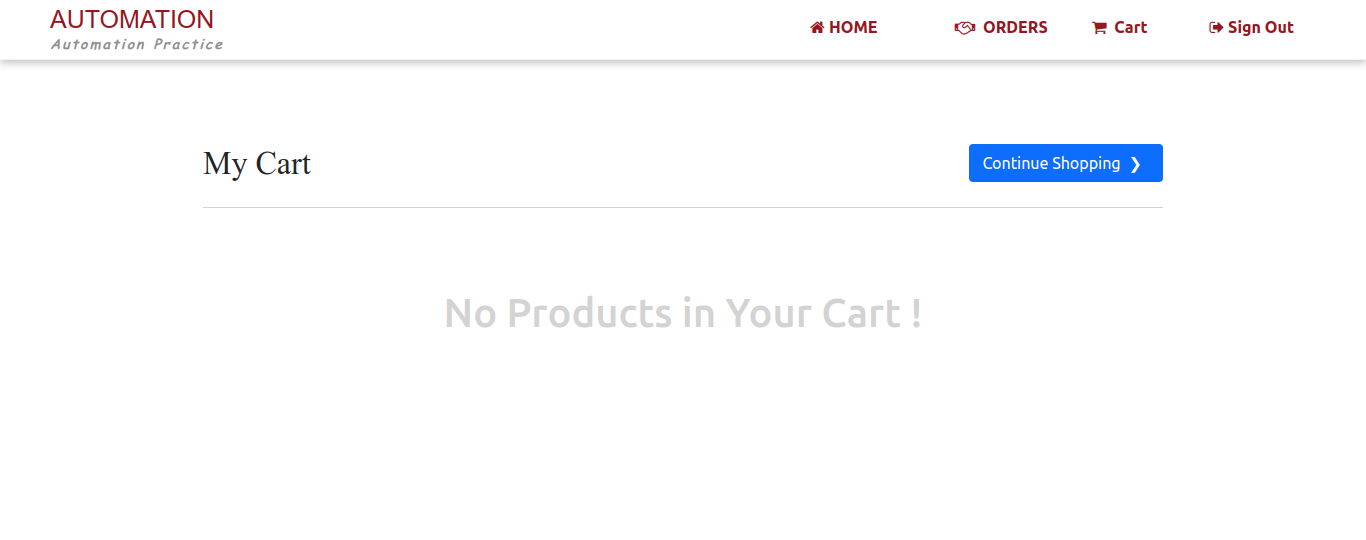 AUTOMATION
Automation Practice
HOME
ORDERS
Cart
Sign Out
My Cart
Continue Shopping ❯
No Products in Your Cart !